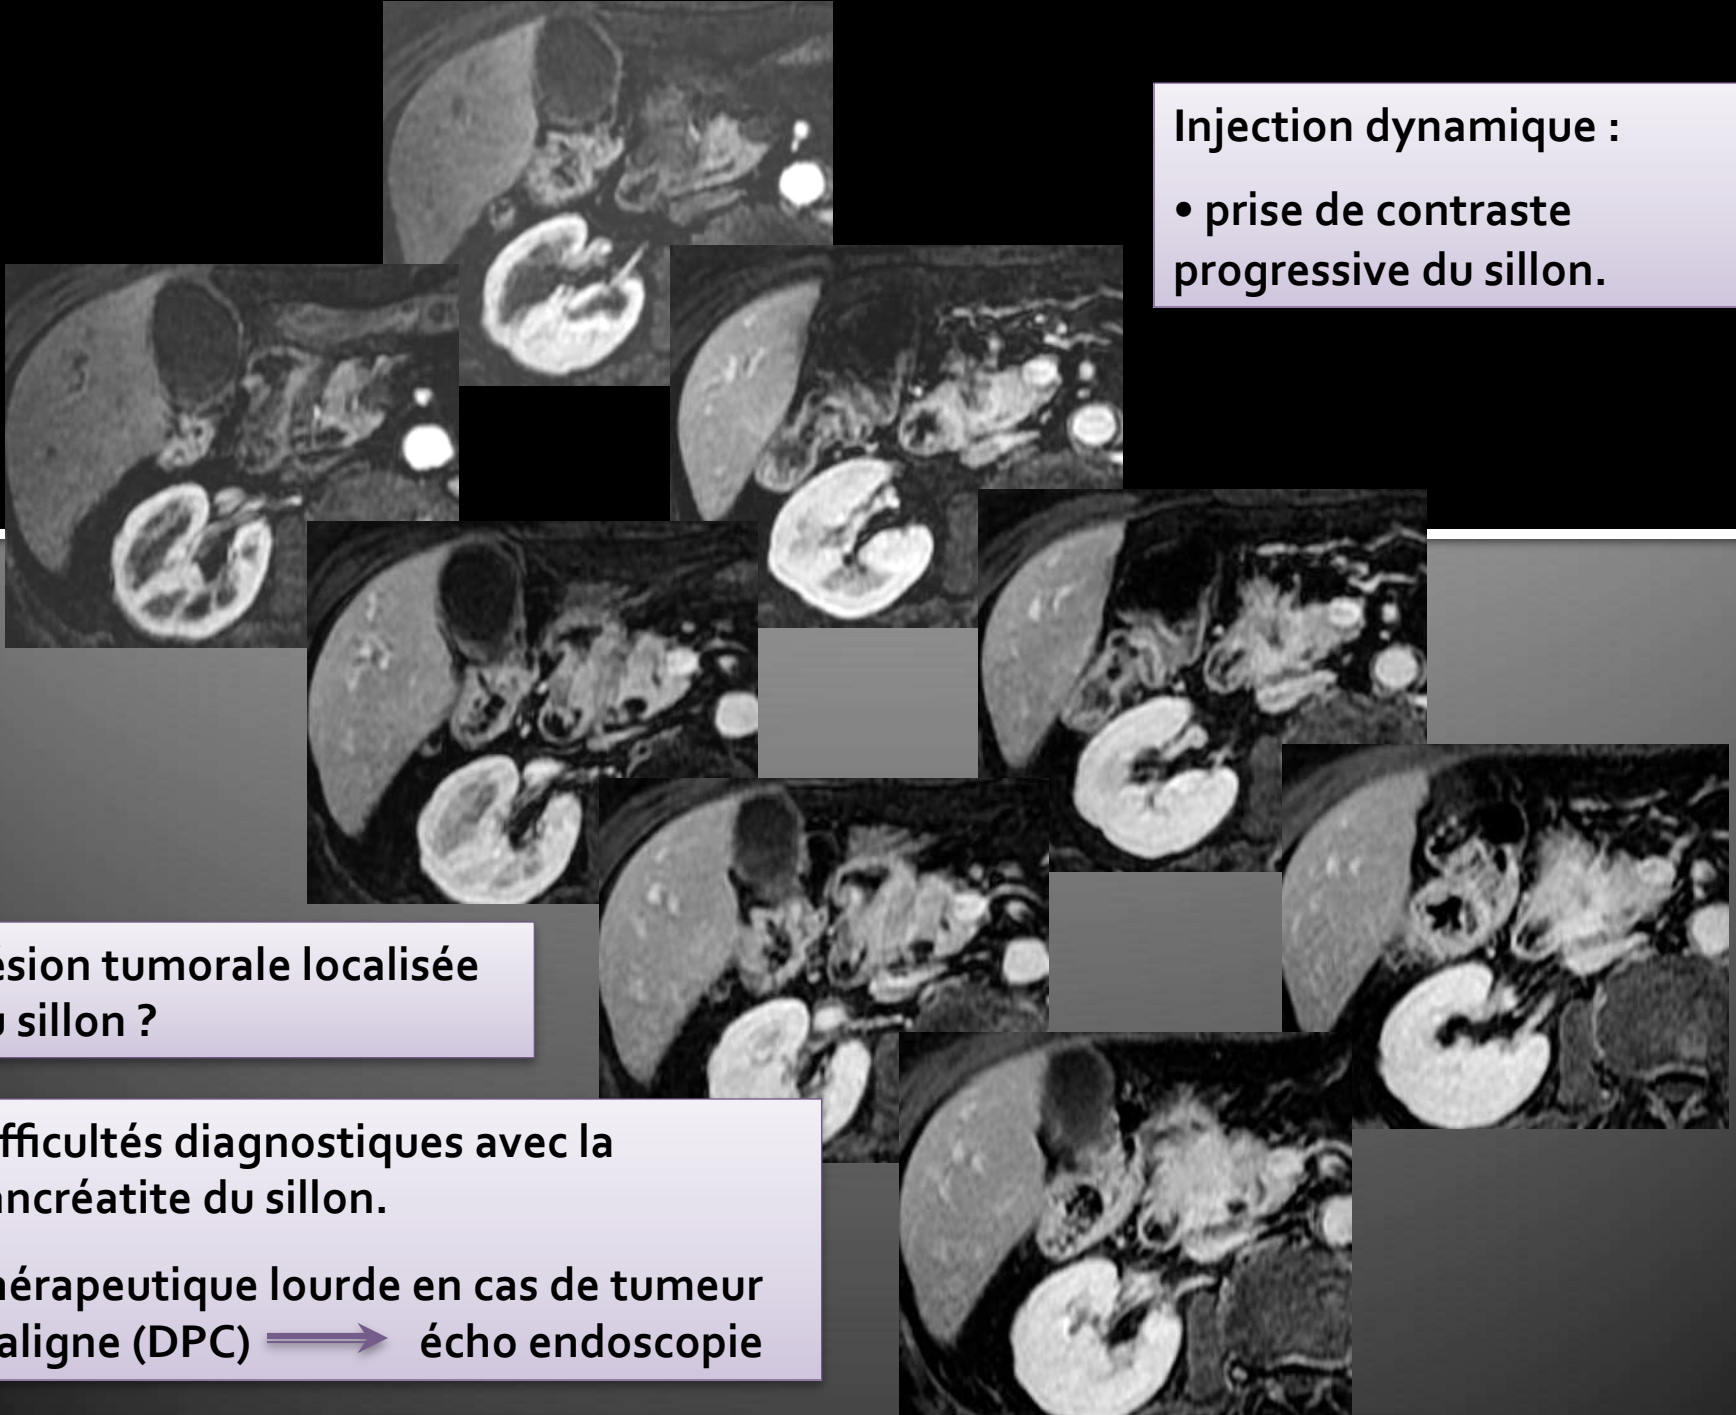 Injection dynamique :
• prise de contraste
progressive du sillon.
ésion tumorale localisée
u sillon ?
fficultés diagnostiques avec la
ancréatite du sillon.
hérapeutique lourde en cas de tumeur
aligne (DPC) écho endoscopie